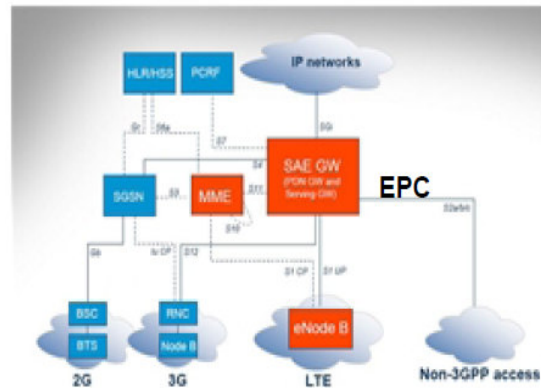 IP networks
HLR/HSS
PCRF
Gr
S6a
S7
SGi
SAE GW
(PDN GW and
Serving GW)
EPC
S4
SGSN
S3
MME
S11
S10
S2a/b/c
Gb
Iu CP
S12
S1 CP
S1 UP
BSC
BTS
RNC
Node B
eNode B
2G
3G
LTE
Non-3GPP access